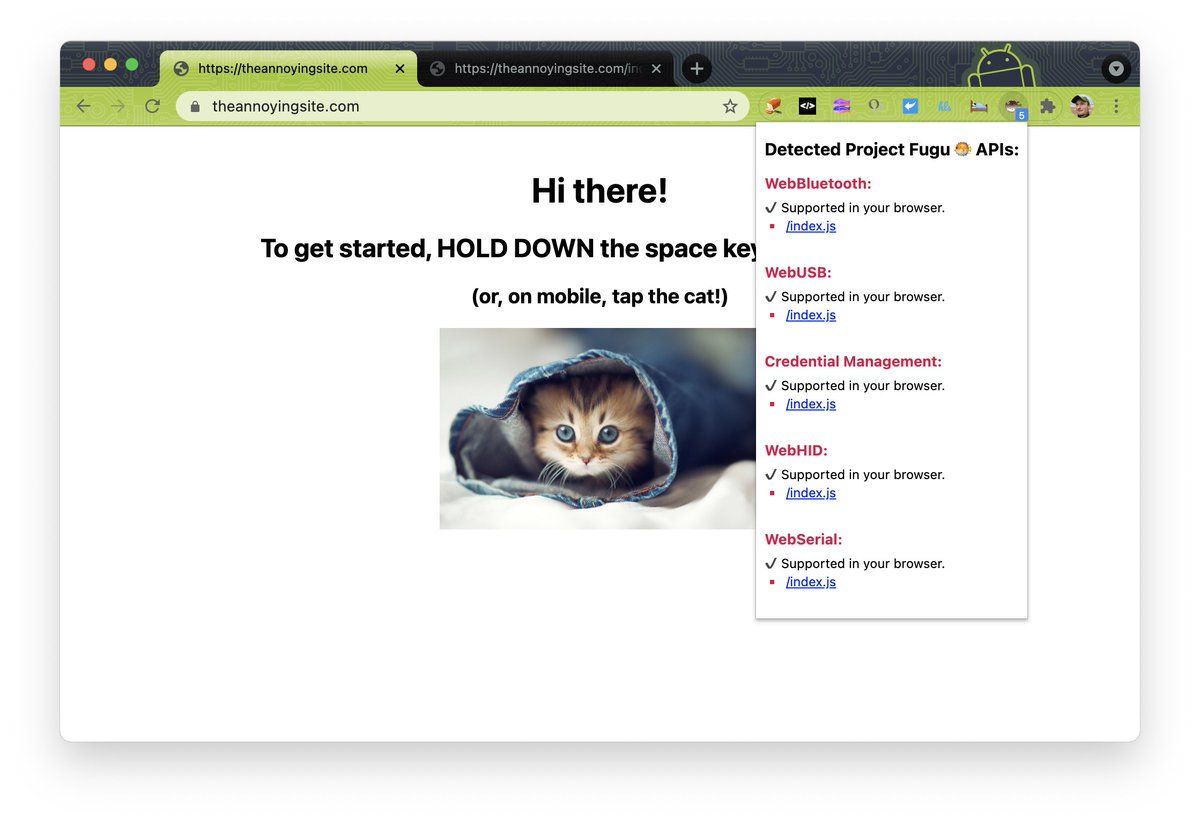 https://theannoyingsite.com
https://theannoyingsite.com/in
theannoyingsite.com
5
Hi there!
To get started, HOLD DOWN the space key
(or, on mobile, tap the cat!)
Detected Project Fugu 🐡 APIs:
WebBluetooth:
✔ Supported in your browser.
/index.js
WebUSB:
✔ Supported in your browser.
/index.js
Credential Management:
✔ Supported in your browser.
/index.js
WebHID:
✔ Supported in your browser.
/index.js
WebSerial:
✔ Supported in your browser.
/index.js